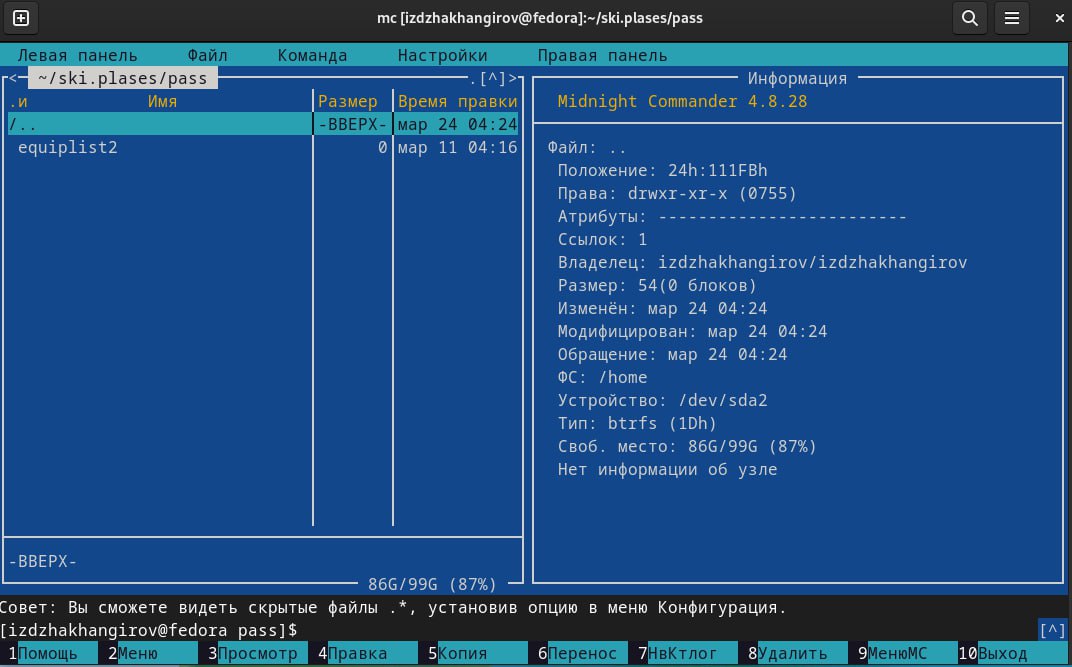 mc [izdzhakhangirov@fedora]:~/ski.plases/pass
Левая панель Файл Команда Настройки Правая панель
<- ~/ski.plases/pass .[^]>
.и Имя Размер Время правки
/.. -ВВЕРХ- мар 24 04:24
equiplist2 0 мар 11 04:16
-ВВЕРХ-
86G/99G (87%)
Информация
Midnight Commander 4.8.28
Файл: ..
Положение: 24h:111FBh
Права: drwxr-xr-x (0755)
Атрибуты: -------------------------
Ссылок: 1
Владелец: izdzhakhangirov/izdzhakhangirov
Размер: 54(0 блоков)
Изменён: мар 24 04:24
Модифицирован: мар 24 04:24
Обращение: мар 24 04:24
ФС: /home
Устройство: /dev/sda2
Тип: btrfs (1Dh)
Своб. место: 86G/99G (87%)
Нет информации об узле
Совет: Вы сможете видеть скрытые файлы .*, установив опцию в меню Конфигурация.
[izdzhakhangirov@fedora pass]$ [^]
1Помощь 2Меню 3Просмотр 4Правка 5Копия 6Перенос 7НвКтлог 8Удалить 9МенюМС 10Выход